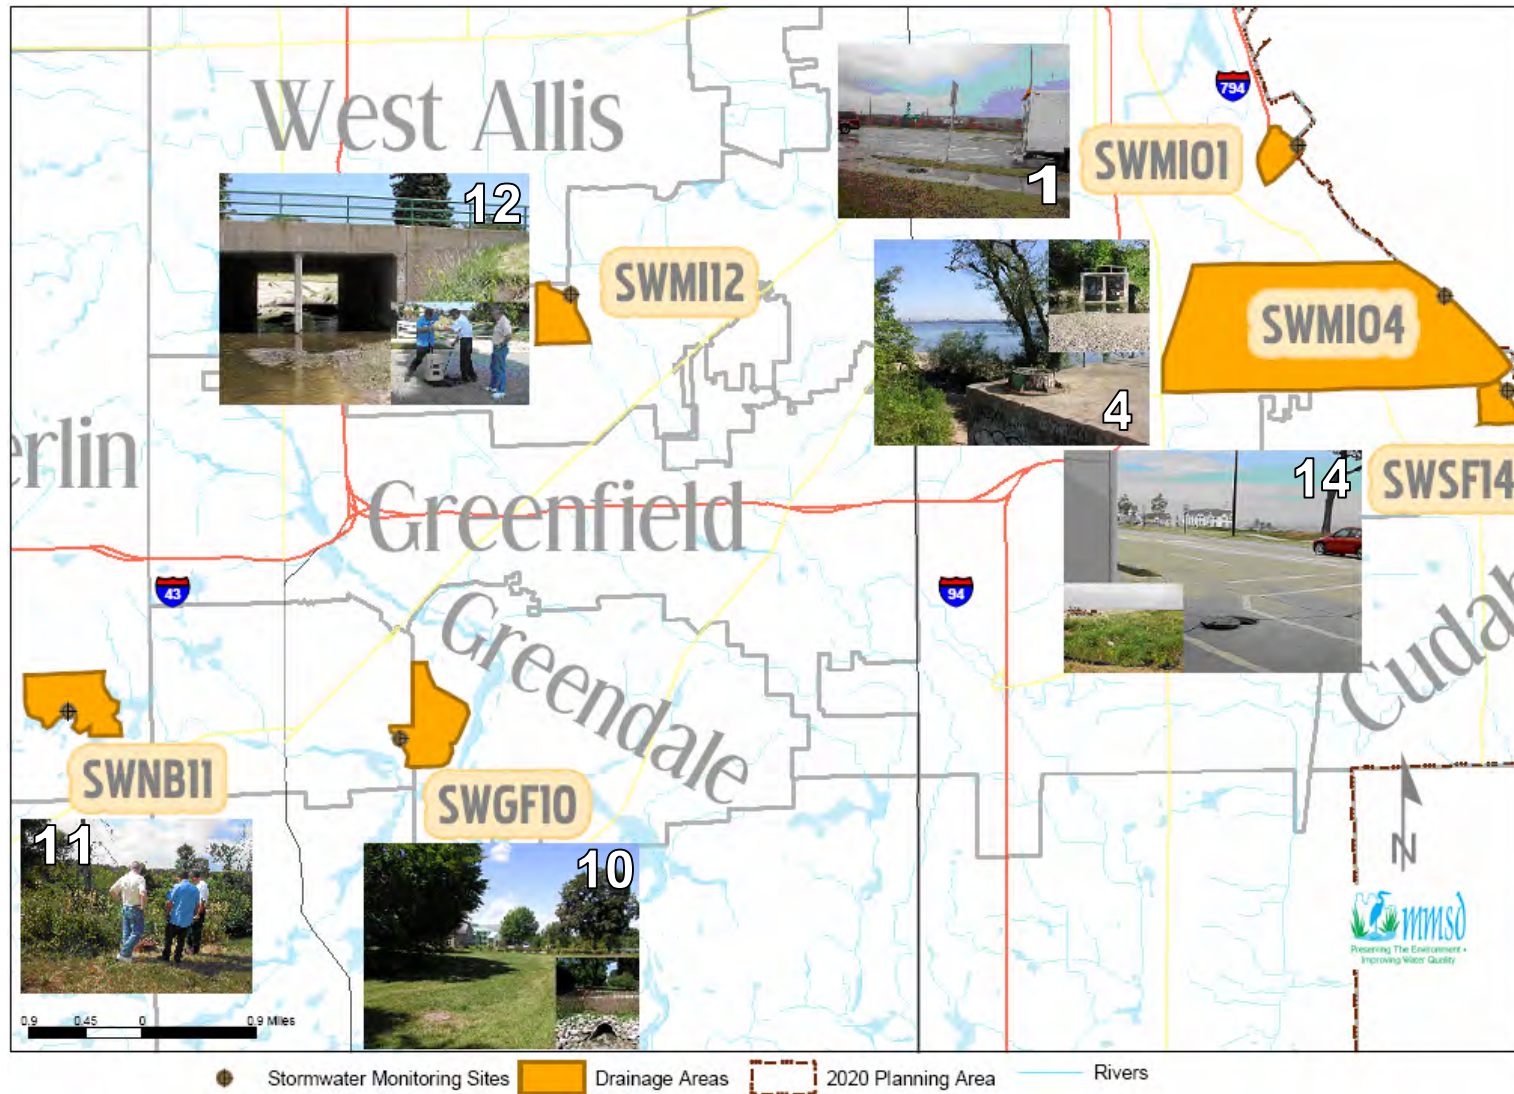 West Allis
794
1
SWMI01
12
SWMI12
SWMI04
4
erlin
Greenfield
14
SWSF14
43
94
Greendale
Cudah
SWNB11
SWGF10
11
10
N
mmsd
Preserving The Environment •
Improving Water Quality
0.9 0.45 0 0.9 Miles
Stormwater Monitoring Sites Drainage Areas 2020 Planning Area Rivers